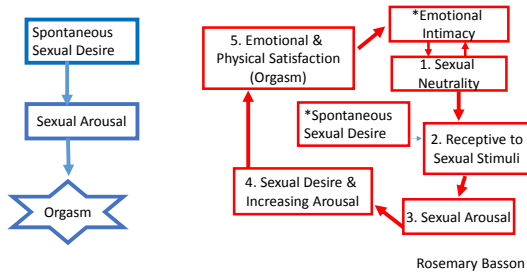 Spontaneous
Sexual Desire
Sexual Arousal
Orgasm
*Emotional
Intimacy
1. Sexual
Neutrality
*Spontaneous
Sexual Desire
2. Receptive to
Sexual Stimuli
3. Sexual Arousal
4. Sexual Desire &
Increasing Arousal
5. Emotional &
Physical Satisfaction
(Orgasm)
Rosemary Basson